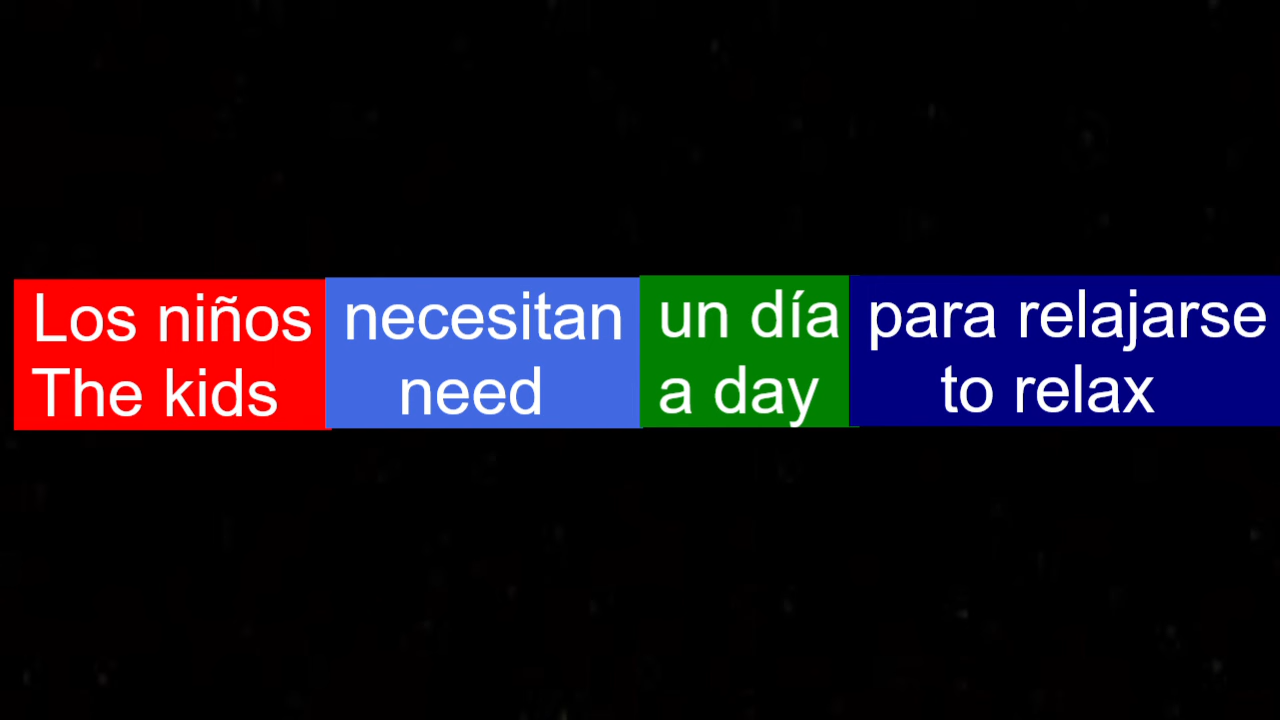 Los niños necesitan un día para relajarse
The kids need a day to relax